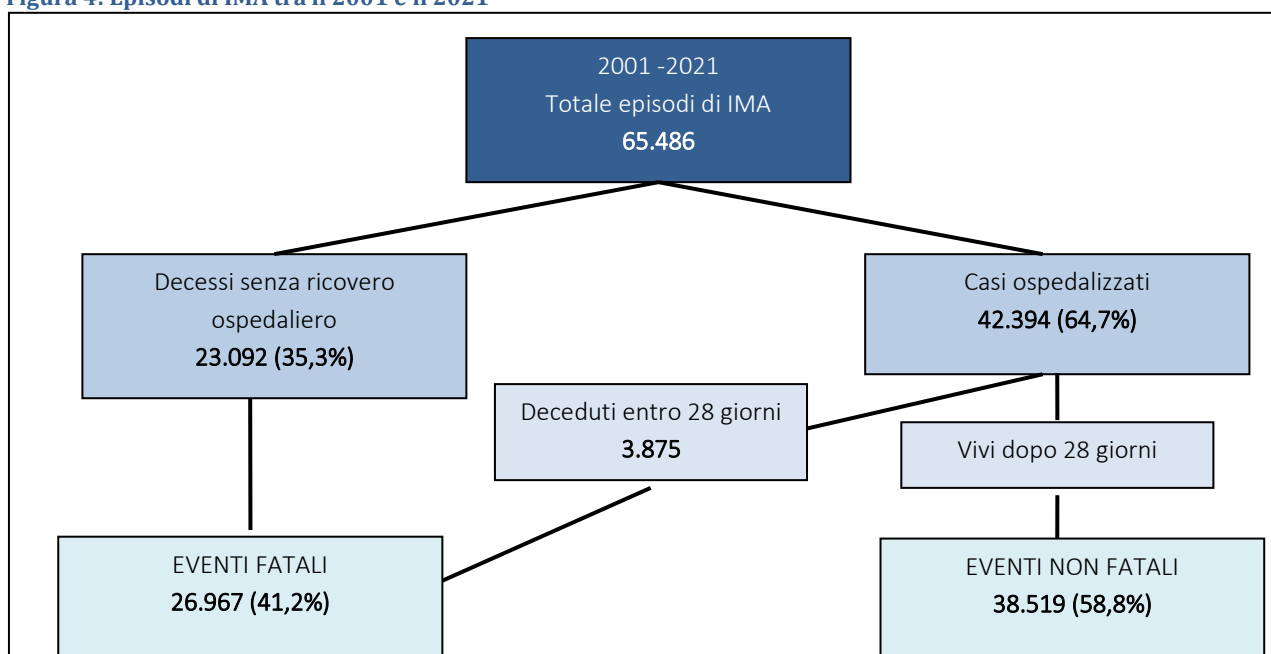 Figura 4. Episodi di IMA tra il 2001 e il 2021
2001 -2021
Totale episodi di IMA
65.486
Decessi senza ricovero
ospedaliero
23.092 (35,3%)
Casi ospedalizzati
42.394 (64,7%)
Deceduti entro 28 giorni
3.875
Vivi dopo 28 giorni
EVENTI FATALI
26.967 (41,2%)
EVENTI NON FATALI
38.519 (58,8%)